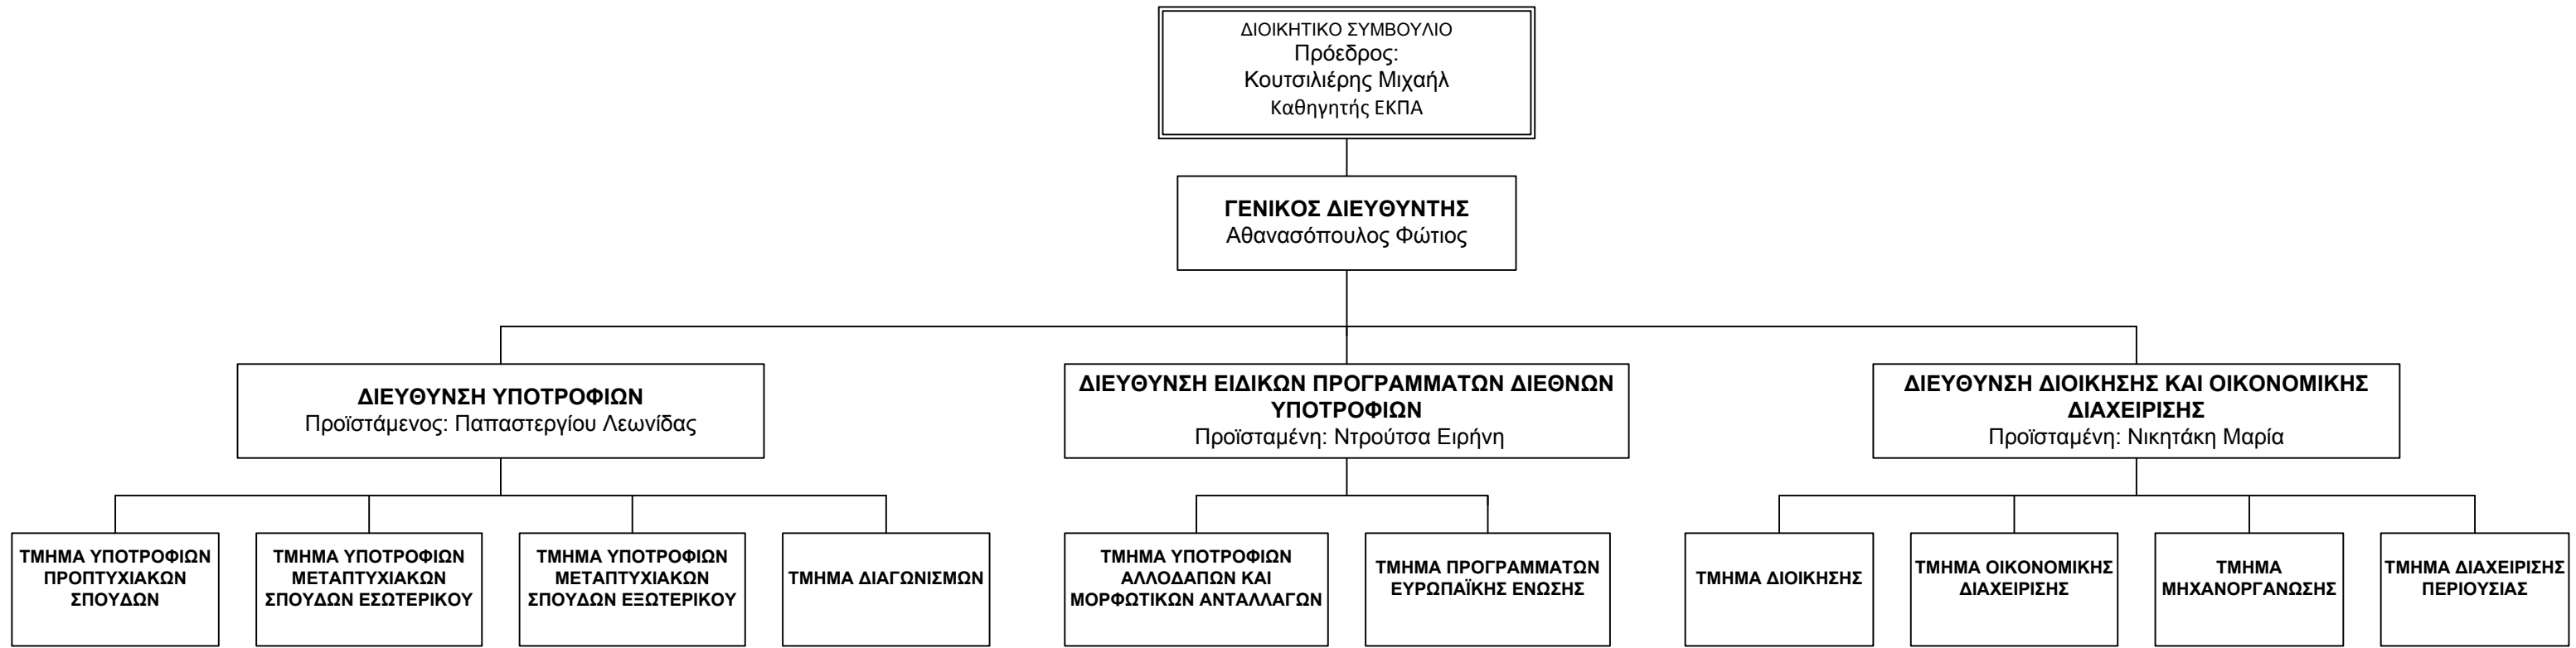 ΔΙΟΙΚΗΤΙΚΟ ΣΥΜΒΟΥΛΙΟ
Πρόεδρος:
Κουτσιλιέρης Μιχαήλ
Καθηγητής ΕΚΠΑ
ΓΕΝΙΚΟΣ ΔΙΕΥΘΥΝΤΗΣ
Αθανασόπουλος Φώτιος
ΔΙΕΥΘΥΝΣΗ ΥΠΟΤΡΟΦΙΩΝ
Προϊστάμενος: Παπαστεργίου Λεωνίδας
ΔΙΕΥΘΥΝΣΗ ΕΙΔΙΚΩΝ ΠΡΟΓΡΑΜΜΑΤΩΝ ΔΙΕΘΝΩΝ
ΥΠΟΤΡΟΦΙΩΝ
Προϊσταμένη: Ντρούτσα Ειρήνη
ΔΙΕΥΘΥΝΣΗ ΔΙΟΙΚΗΣΗΣ ΚΑΙ ΟΙΚΟΝΟΜΙΚΗΣ
ΔΙΑΧΕΙΡΙΣΗΣ
Προϊσταμένη: Νικητάκη Μαρία
ΤΜΗΜΑ ΥΠΟΤΡΟΦΙΩΝ
ΠΡΟΠΤΥΧΙΑΚΩΝ
ΣΠΟΥΔΩΝ
ΤΜΗΜΑ ΥΠΟΤΡΟΦΙΩΝ
ΜΕΤΑΠΤΥΧΙΑΚΩΝ
ΣΠΟΥΔΩΝ ΕΣΩΤΕΡΙΚΟΥ
ΤΜΗΜΑ ΥΠΟΤΡΟΦΙΩΝ
ΜΕΤΑΠΤΥΧΙΑΚΩΝ
ΣΠΟΥΔΩΝ ΕΞΩΤΕΡΙΚΟΥ
ΤΜΗΜΑ ΔΙΑΓΩΝΙΣΜΩΝ
ΤΜΗΜΑ ΥΠΟΤΡΟΦΙΩΝ
ΑΛΛΟΔΑΠΩΝ ΚΑΙ
ΜΟΡΦΩΤΙΚΩΝ ΑΝΤΑΛΛΑΓΩΝ
ΤΜΗΜΑ ΠΡΟΓΡΑΜΜΑΤΩΝ
ΕΥΡΩΠΑΪΚΗΣ ΕΝΩΣΗΣ
ΤΜΗΜΑ ΔΙΟΙΚΗΣΗΣ
ΤΜΗΜΑ ΟΙΚΟΝΟΜΙΚΗΣ
ΔΙΑΧΕΙΡΙΣΗΣ
ΤΜΗΜΑ
ΜΗΧΑΝΟΡΓΑΝΩΣΗΣ
ΤΜΗΜΑ ΔΙΑΧΕΙΡΙΣΗΣ
ΠΕΡΙΟΥΣΙΑΣ